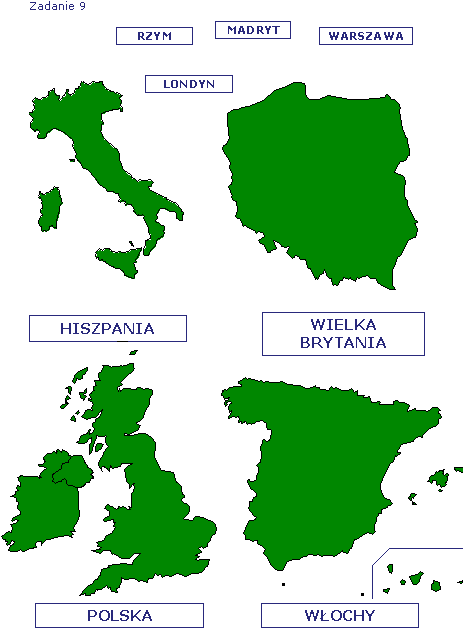 Zadanie 9
RZYM
MADRYT
WARSZAWA
LONDYN
HISZPANIA
WIELKA
BRYTANIA
POLSKA
WŁOCHY